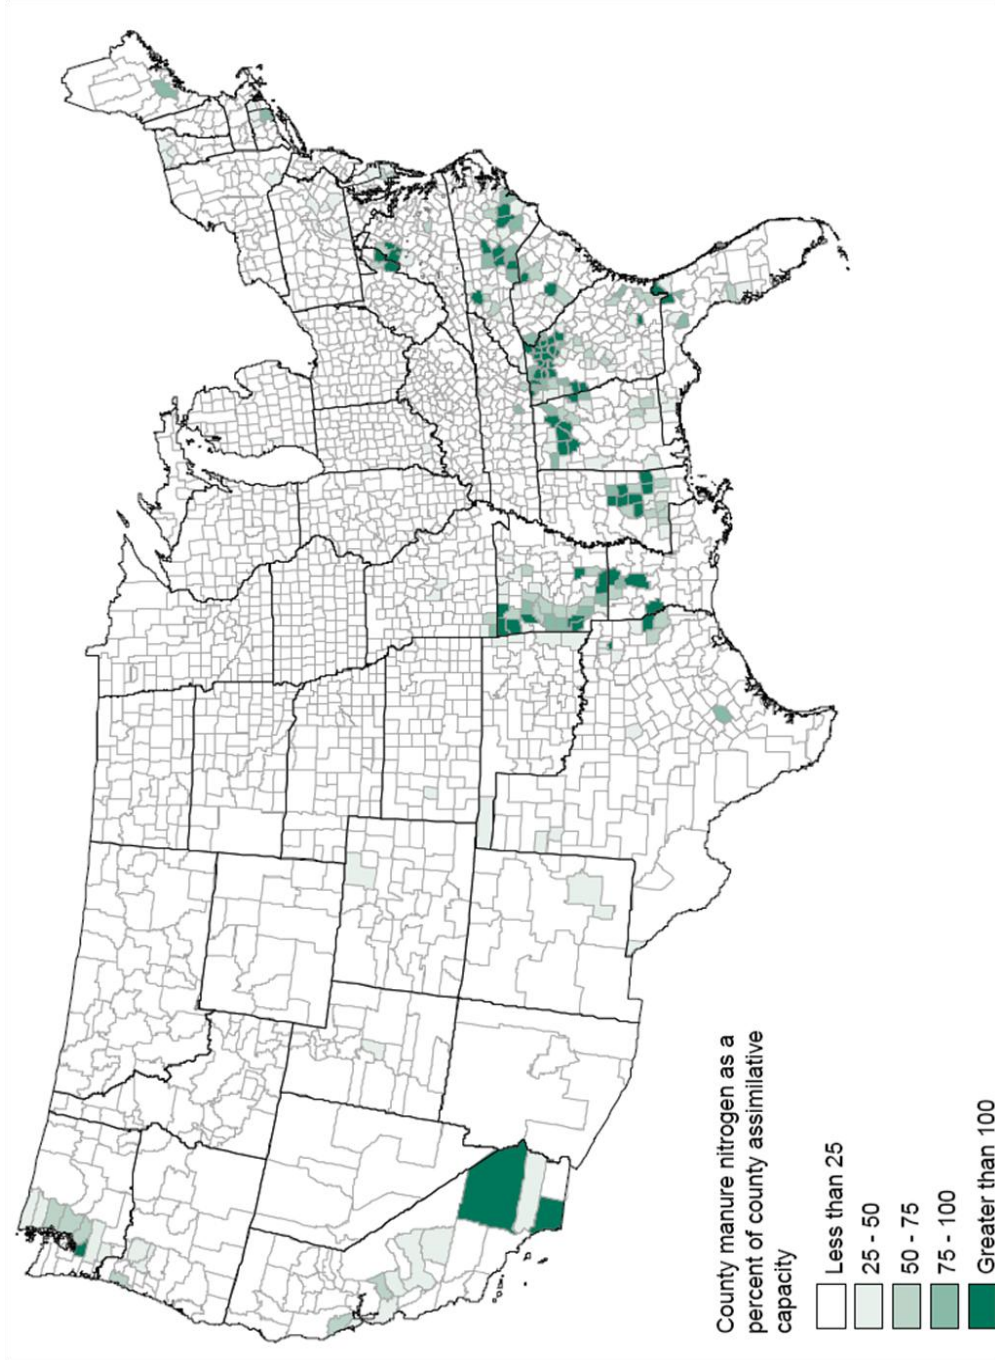 County manure nitrogen as a
percent of county assimilative
capacity
Less than 25
25 - 50
50 - 75
75 - 100
Greater than 100